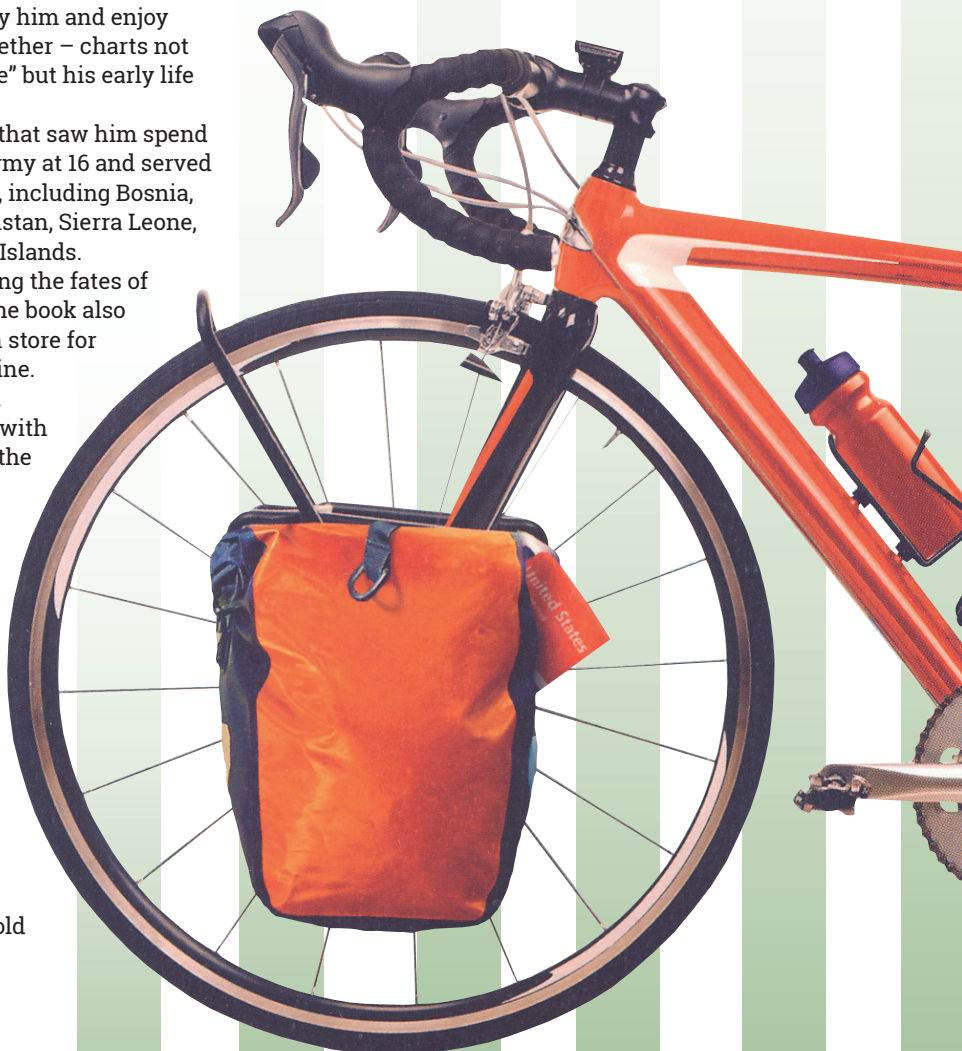 y him and enjoy
ether – charts not
e” but his early life
that saw him spend
rmy at 16 and served
, including Bosnia,
istan, Sierra Leone,
Islands.
ng the fates of
he book also
n store for
ine.
with
the
United States
old